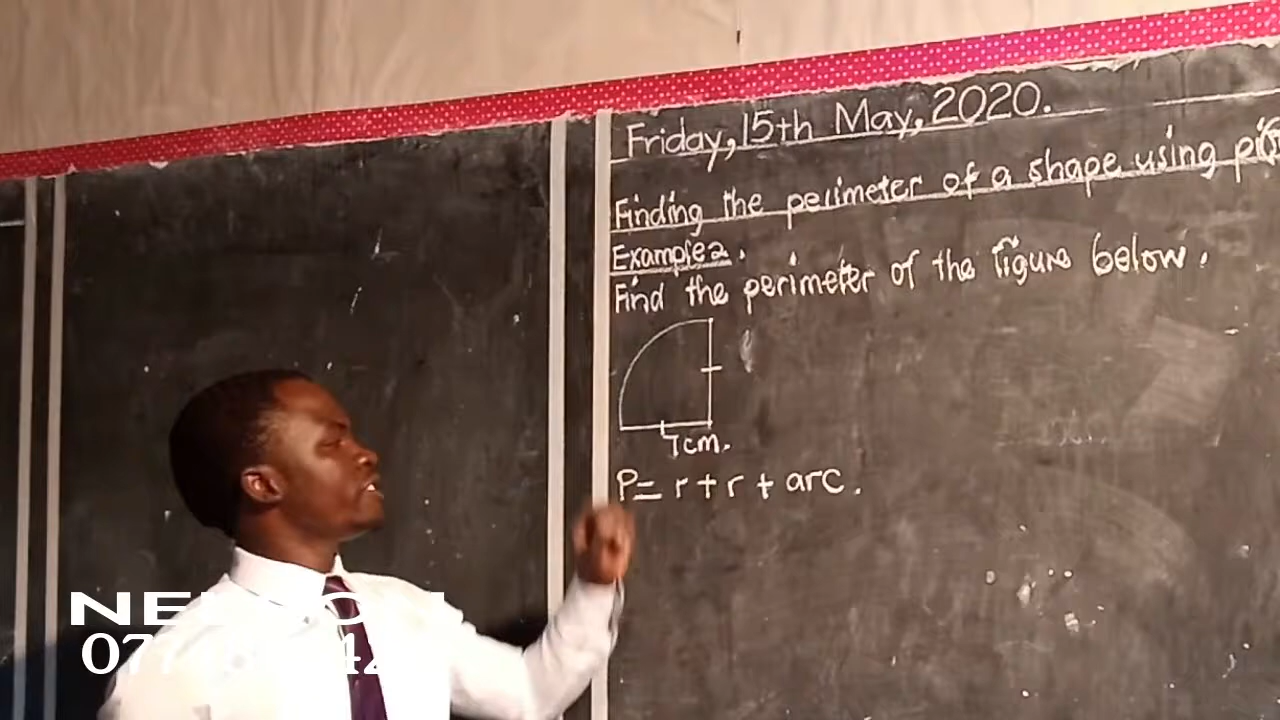 Friday, 15th May, 2020.
Finding the perimeter of a shape using
Example 2.
Find the perimeter of the figure below.
7cm.
P= r + r + arc.